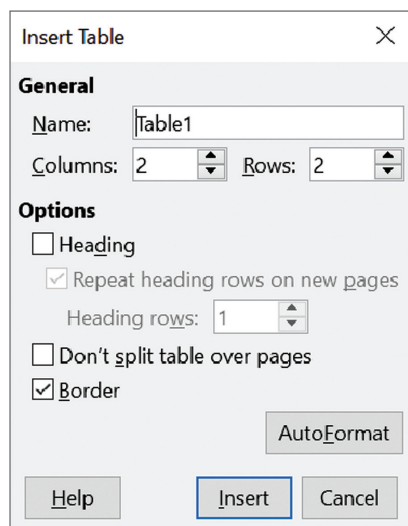 Insert Table
General
Name: Table1
Columns: 2 Rows: 2
Options
Heading
Repeat heading rows on new pages
Heading rows: 1
Don't split table over pages
Border
AutoFormat
Help Insert Cancel